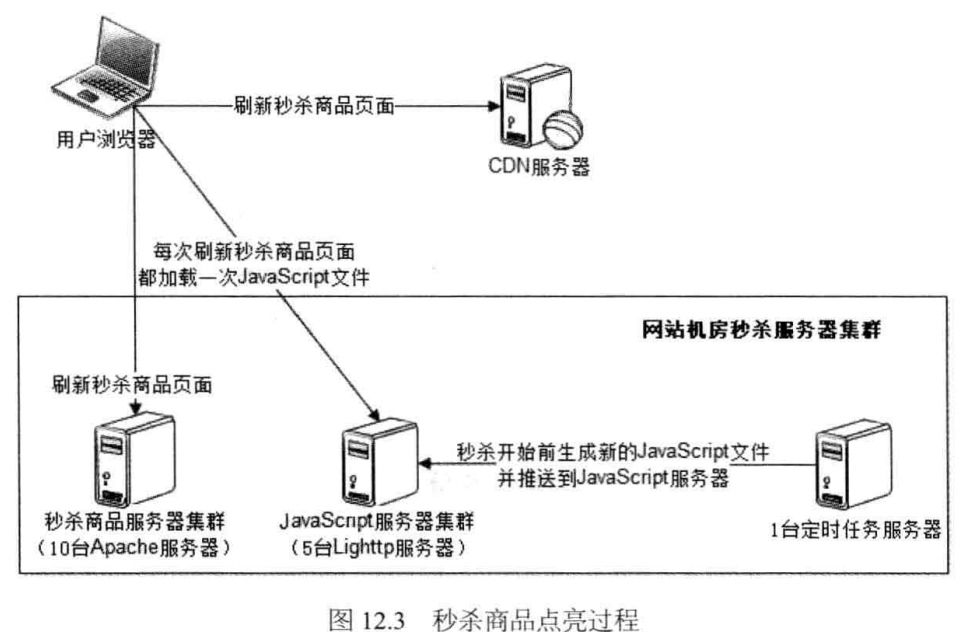 刷新秒杀商品页面
用户浏览器
CDN服务器
每次刷新秒杀商品页面
都加载一次JavaScript文件
网站机房秒杀服务器集群
刷新秒杀商品页面
秒杀开始前生成新的JavaScript文件
并推送到JavaScript服务器
秒杀商品服务器集群
（10台Apache服务器）
JavaScript服务器集群
（5台Lighttp服务器）
1台定时任务服务器
图 12.3 秒杀商品点亮过程